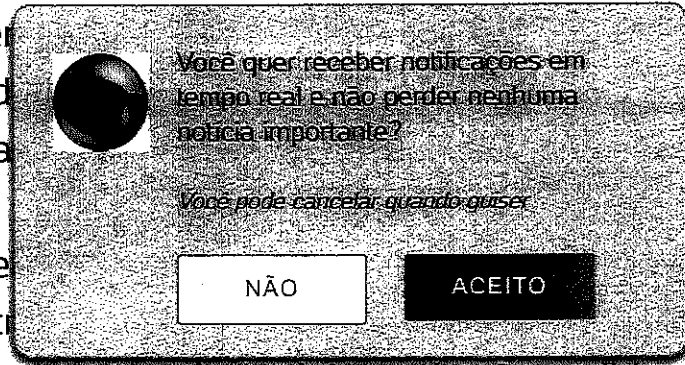 er
Você quer receber notificações em
d
tempo real e não perder nenhuma
a
notícia importante?
Você pode cancelar quando quiser
e
NÃO
ACEITO